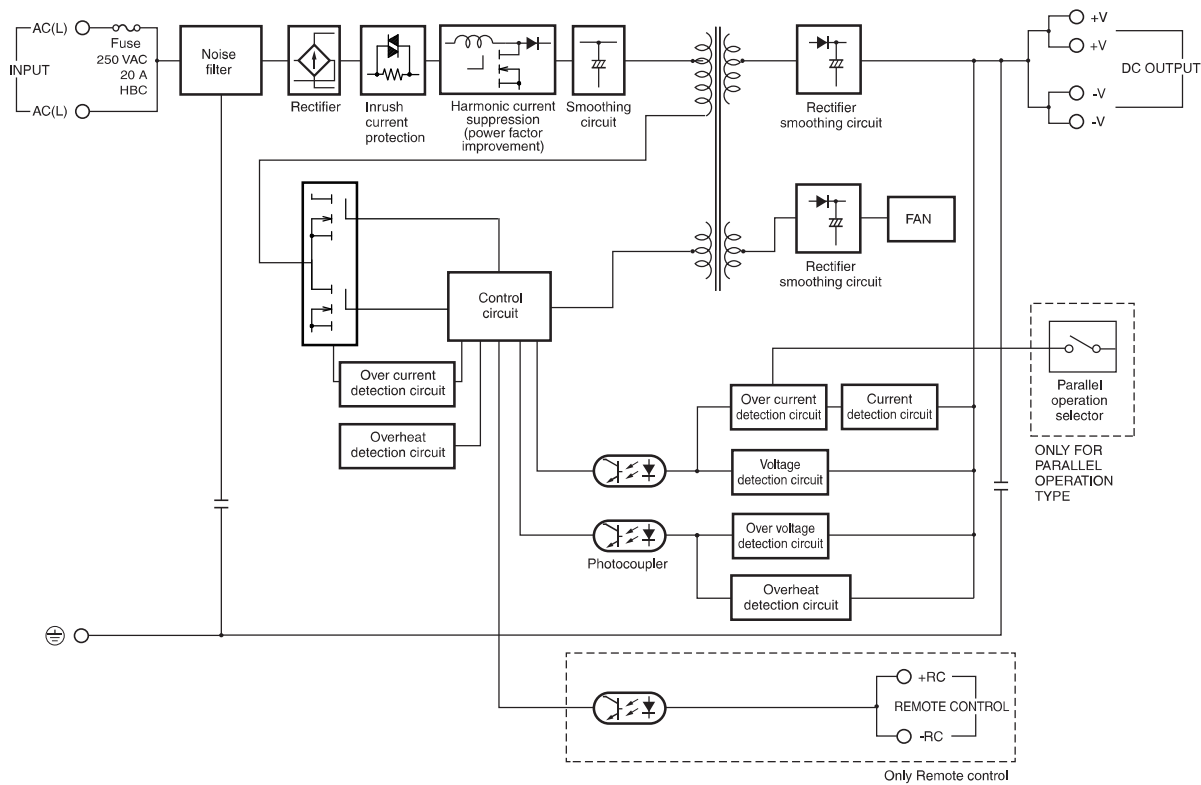 AC(L)
Fuse
250 VAC
20 A
HBC
INPUT
AC(L)
Noise
filter
Rectifier
Inrush
current
protection
Harmonic current
suppression
(power factor
improvement)
Smoothing
circuit
Rectifier
smoothing circuit
+V
+V
DC OUTPUT
-V
-V
Rectifier
smoothing circuit
FAN
Control
circuit
Over current
detection circuit
Overheat
detection circuit
Over current
detection circuit
Current
detection circuit
Parallel
operation
selector
ONLY FOR
PARALLEL
OPERATION
TYPE
Voltage
detection circuit
Over voltage
detection circuit
Photocoupler
Overheat
detection circuit
+RC
REMOTE CONTROL
-RC
Only Remote control